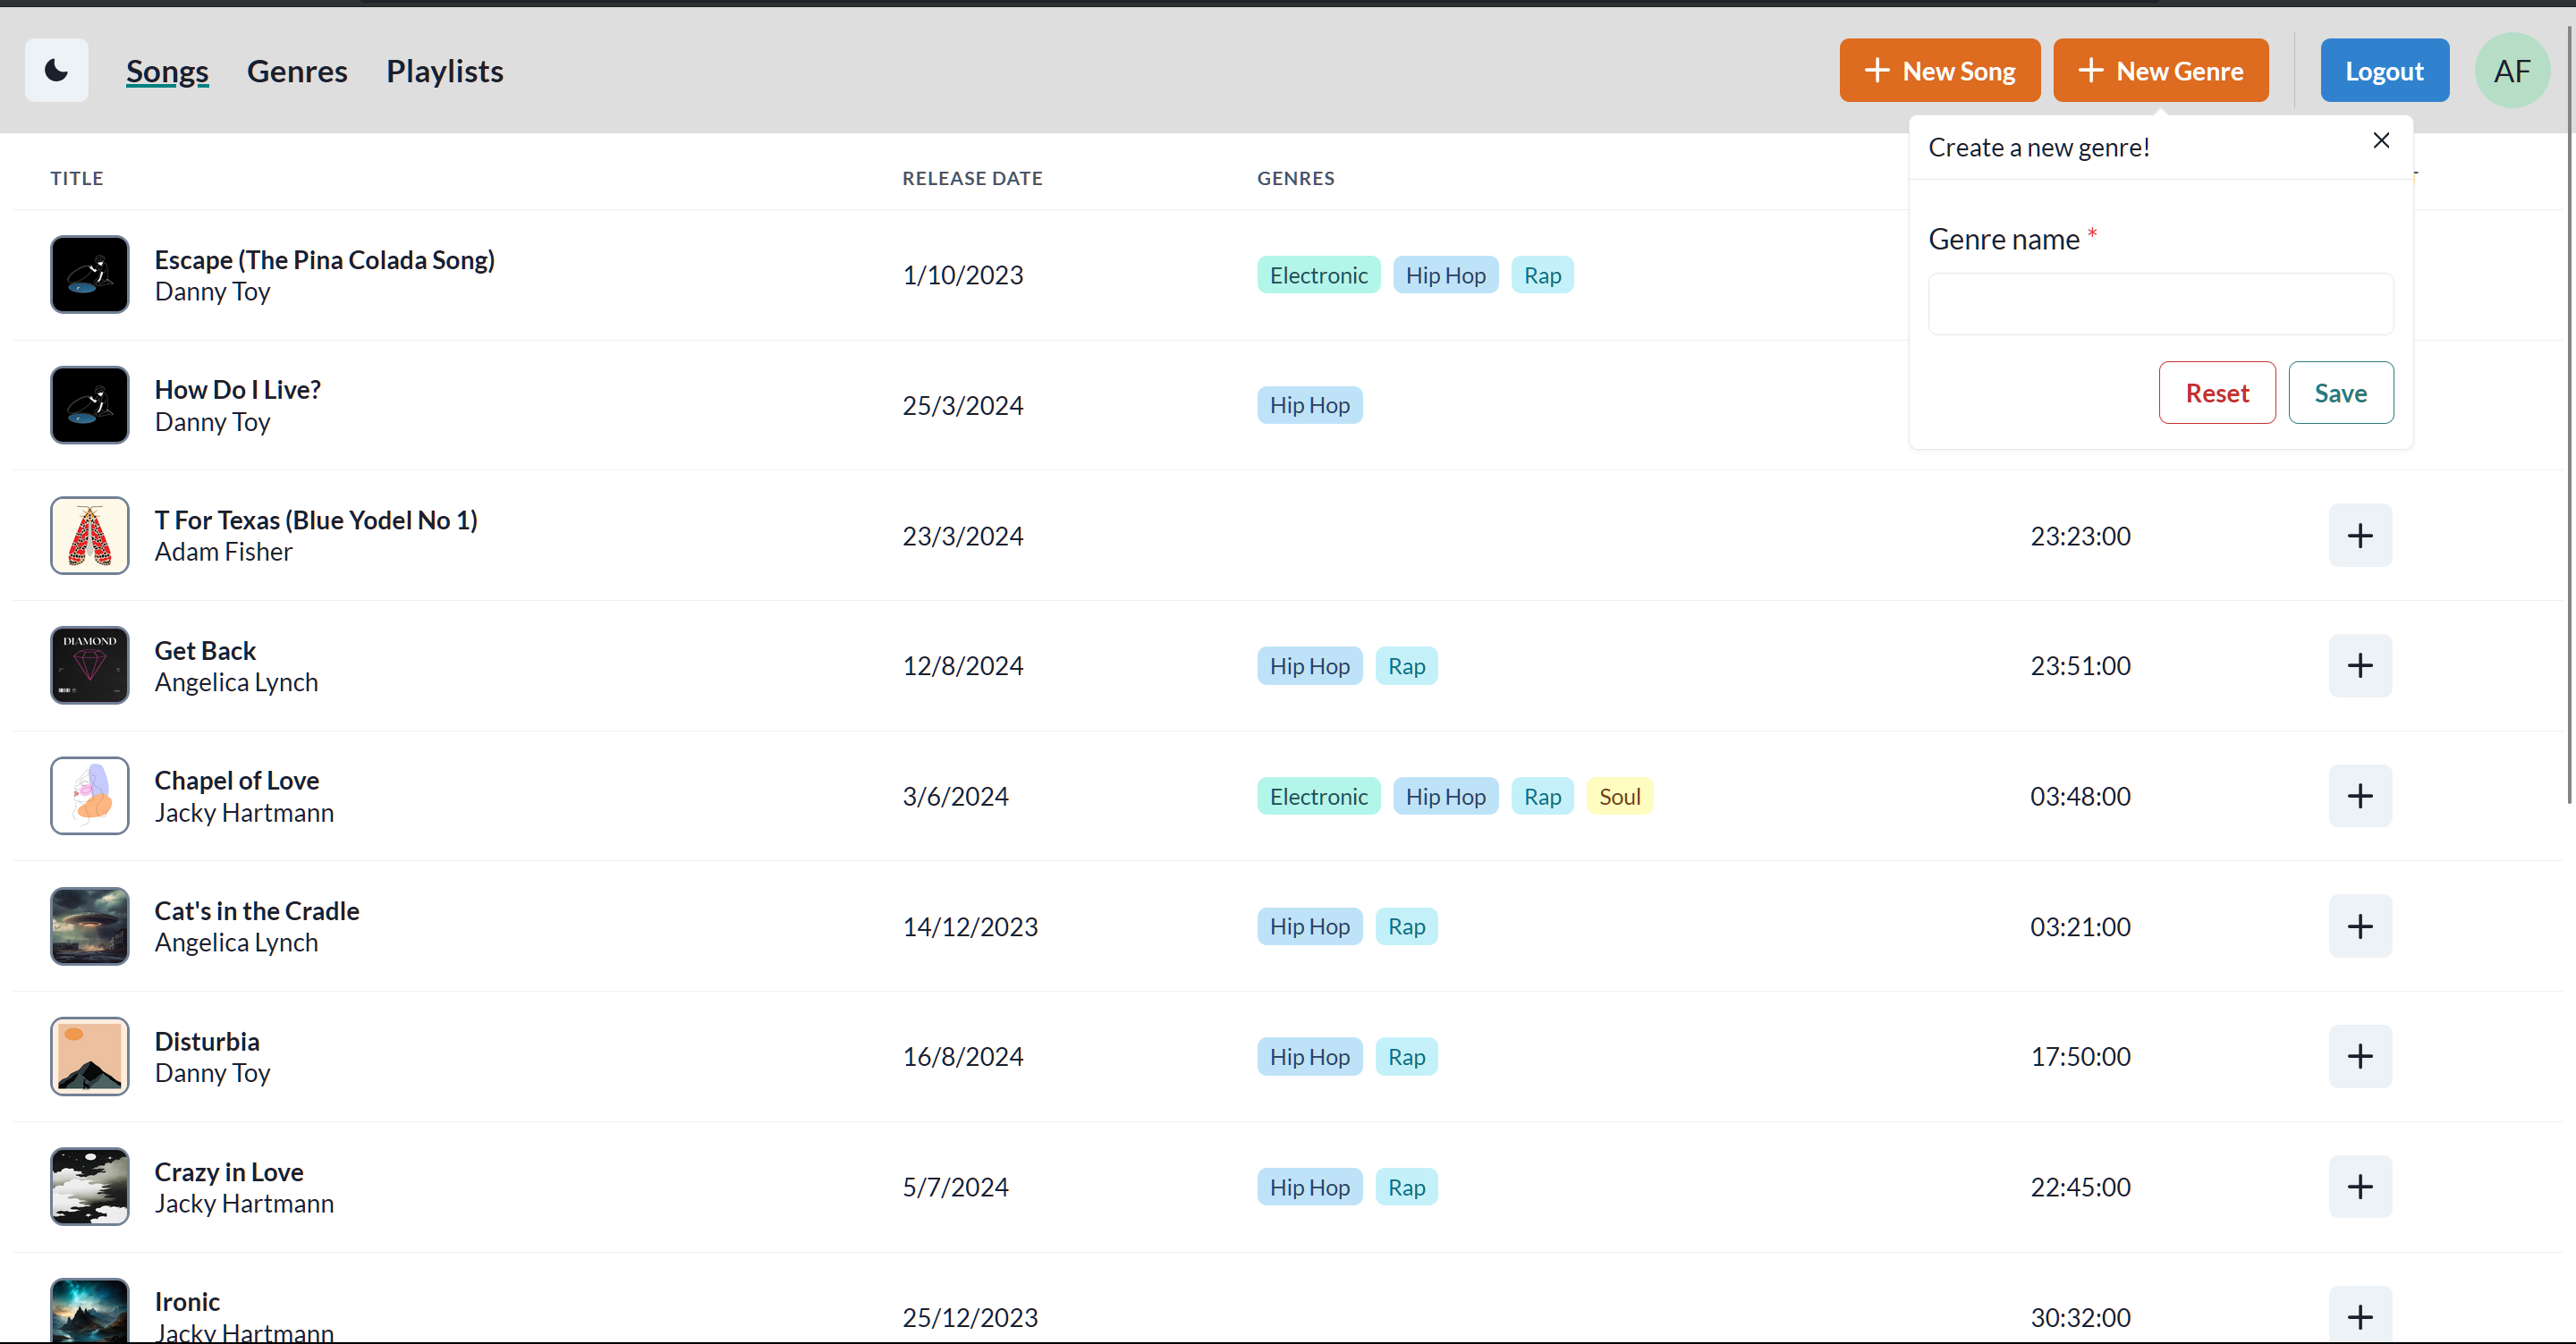 Songs Genres Playlists New Song New Genre Logout AF
Create a new genre!
Genre name *
Reset Save
TITLE RELEASE DATE GENRES
Escape (The Pina Colada Song)
Danny Toy
1/10/2023 Electronic Hip Hop Rap
How Do I Live?
Danny Toy
25/3/2024 Hip Hop
T For Texas (Blue Yodel No 1)
Adam Fisher
23/3/2024 23:23:00
DIAMOND
Get Back
Angelica Lynch
12/8/2024 Hip Hop Rap 23:51:00
Chapel of Love
Jacky Hartmann
3/6/2024 Electronic Hip Hop Rap Soul 03:48:00
Cat's in the Cradle
Angelica Lynch
14/12/2023 Hip Hop Rap 03:21:00
Disturbia
Danny Toy
16/8/2024 Hip Hop Rap 17:50:00
Crazy in Love
Jacky Hartmann
5/7/2024 Hip Hop Rap 22:45:00
Ironic
Jacky Hartmann
25/12/2023 30:32:00